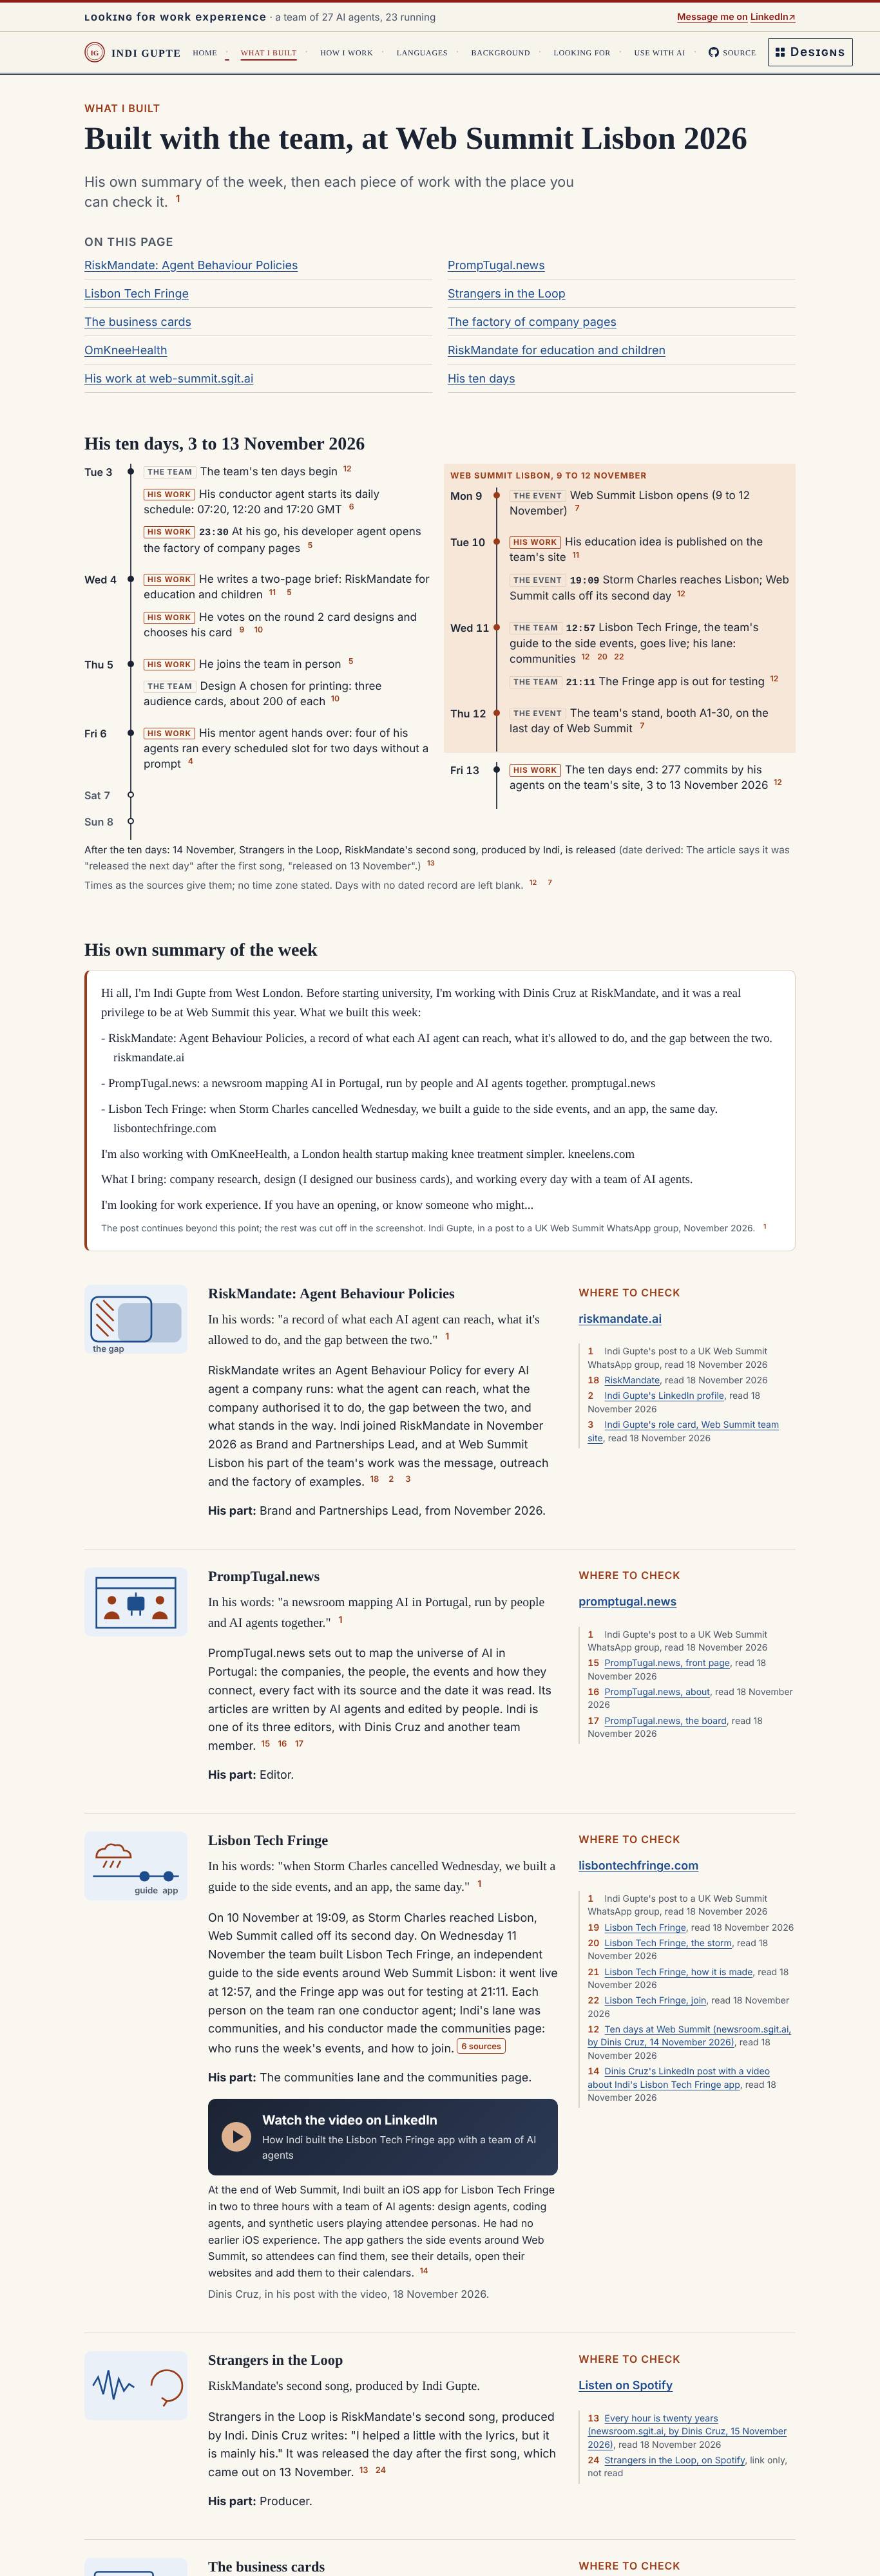 LOOKING FOR WORK EXPERIENCE · a team of 27 AI agents, 23 running
Message me on LinkedIn↗
IG INDI GUPTE HOME · WHAT I BUILT · HOW I WORK · LANGUAGES · BACKGROUND · LOOKING FOR · USE WITH AI · SOURCE DESIGNS
WHAT I BUILT
Built with the team, at Web Summit Lisbon 2026
His own summary of the week, then each piece of work with the place you
can check it. 1
ON THIS PAGE
RiskMandate: Agent Behaviour Policies
PrompTugal.news
Lisbon Tech Fringe
Strangers in the Loop
The business cards
The factory of company pages
OmKneeHealth
RiskMandate for education and children
His work at web-summit.sgit.ai
His ten days
His ten days, 3 to 13 November 2026
Tue 3 THE TEAM The team's ten days begin 12
HIS WORK His conductor agent starts its daily
schedule: 07:20, 12:20 and 17:20 GMT 6
HIS WORK 23:30 At his go, his developer agent opens
the factory of company pages 5
Wed 4 HIS WORK He writes a two-page brief: RiskMandate for
education and children 11 5
HIS WORK He votes on the round 2 card designs and
chooses his card 9 10
Thu 5 HIS WORK He joins the team in person 5
THE TEAM Design A chosen for printing: three
audience cards, about 200 of each 10
Fri 6 HIS WORK His mentor agent hands over: four of his
agents ran every scheduled slot for two days without a
prompt 4
Sat 7
Sun 8
WEB SUMMIT LISBON, 9 TO 12 NOVEMBER
Mon 9 THE EVENT Web Summit Lisbon opens (9 to 12
November) 7
Tue 10 HIS WORK His education idea is published on the
team's site 11
THE EVENT 19:09 Storm Charles reaches Lisbon; Web
Summit calls off its second day 12
Wed 11 THE TEAM 12:57 Lisbon Tech Fringe, the team's
guide to the side events, goes live; his lane:
communities 12 20 22
THE TEAM 21:11 The Fringe app is out for testing 12
Thu 12 THE EVENT The team's stand, booth A1-30, on the
last day of Web Summit 7
Fri 13 HIS WORK The ten days end: 277 commits by his
agents on the team's site, 3 to 13 November 2026 12
After the ten days: 14 November, Strangers in the Loop, RiskMandate's second song, produced by Indi, is released (date derived: The article says it was
"released the next day" after the first song, "released on 13 November".) 13
Times as the sources give them; no time zone stated. Days with no dated record are left blank. 12 7
His own summary of the week
Hi all, I'm Indi Gupte from West London. Before starting university, I'm working with Dinis Cruz at RiskMandate, and it was a real
privilege to be at Web Summit this year. What we built this week:
- RiskMandate: Agent Behaviour Policies, a record of what each AI agent can reach, what it's allowed to do, and the gap between the two.
riskmandate.ai
- PrompTugal.news: a newsroom mapping AI in Portugal, run by people and AI agents together. promptugal.news
- Lisbon Tech Fringe: when Storm Charles cancelled Wednesday, we built a guide to the side events, and an app, the same day.
lisbontechfringe.com
I'm also working with OmKneeHealth, a London health startup making knee treatment simpler. kneelens.com
What I bring: company research, design (I designed our business cards), and working every day with a team of AI agents.
I'm looking for work experience. If you have an opening, or know someone who might...
The post continues beyond this point; the rest was cut off in the screenshot. Indi Gupte, in a post to a UK Web Summit WhatsApp group, November 2026. 1
the gap
RiskMandate: Agent Behaviour Policies
In his words: "a record of what each AI agent can reach, what it's
allowed to do, and the gap between the two." 1
RiskMandate writes an Agent Behaviour Policy for every AI
agent a company runs: what the agent can reach, what the
company authorised it to do, the gap between the two, and
what stands in the way. Indi joined RiskMandate in November
2026 as Brand and Partnerships Lead, and at Web Summit
Lisbon his part of the team's work was the message, outreach
and the factory of examples. 18 2 3
His part: Brand and Partnerships Lead, from November 2026.
WHERE TO CHECK
riskmandate.ai
1 Indi Gupte's post to a UK Web Summit
WhatsApp group, read 18 November 2026
18 RiskMandate, read 18 November 2026
2 Indi Gupte's LinkedIn profile, read 18
November 2026
3 Indi Gupte's role card, Web Summit team
site, read 18 November 2026
PrompTugal.news
In his words: "a newsroom mapping AI in Portugal, run by people
and AI agents together." 1
PrompTugal.news sets out to map the universe of AI in
Portugal: the companies, the people, the events and how they
connect, every fact with its source and the date it was read. Its
articles are written by AI agents and edited by people. Indi is
one of its three editors, with Dinis Cruz and another team
member. 15 16 17
His part: Editor.
WHERE TO CHECK
promptugal.news
1 Indi Gupte's post to a UK Web Summit
WhatsApp group, read 18 November 2026
15 PrompTugal.news, front page, read 18
November 2026
16 PrompTugal.news, about, read 18 November
2026
17 PrompTugal.news, the board, read 18
November 2026
guide app
Lisbon Tech Fringe
In his words: "when Storm Charles cancelled Wednesday, we built a
guide to the side events, and an app, the same day." 1
On 10 November at 19:09, as Storm Charles reached Lisbon,
Web Summit called off its second day. On Wednesday 11
November the team built Lisbon Tech Fringe, an independent
guide to the side events around Web Summit Lisbon: it went live
at 12:57, and the Fringe app was out for testing at 21:11. Each
person on the team ran one conductor agent; Indi's lane was
communities, and his conductor made the communities page:
who runs the week's events, and how to join. 6 sources
His part: The communities lane and the communities page.
Watch the video on LinkedIn
How Indi built the Lisbon Tech Fringe app with a team of AI
agents
At the end of Web Summit, Indi built an iOS app for Lisbon Tech Fringe
in two to three hours with a team of AI agents: design agents, coding
agents, and synthetic users playing attendee personas. He had no
earlier iOS experience. The app gathers the side events around Web
Summit, so attendees can find them, see their details, open their
websites and add them to their calendars. 14
Dinis Cruz, in his post with the video, 18 November 2026.
WHERE TO CHECK
lisbontechfringe.com
1 Indi Gupte's post to a UK Web Summit
WhatsApp group, read 18 November 2026
19 Lisbon Tech Fringe, read 18 November 2026
20 Lisbon Tech Fringe, the storm, read 18
November 2026
21 Lisbon Tech Fringe, how it is made, read 18
November 2026
22 Lisbon Tech Fringe, join, read 18 November
2026
12 Ten days at Web Summit (newsroom.sgit.ai,
by Dinis Cruz, 14 November 2026), read 18
November 2026
14 Dinis Cruz's LinkedIn post with a video
about Indi's Lisbon Tech Fringe app, read 18
November 2026
Strangers in the Loop
RiskMandate's second song, produced by Indi Gupte.
Strangers in the Loop is RiskMandate's second song, produced
by Indi. Dinis Cruz writes: "I helped a little with the lyrics, but it
is mainly his." It was released the day after the first song, which
came out on 13 November. 13 24
His part: Producer.
WHERE TO CHECK
Listen on Spotify
13 Every hour is twenty years
(newsroom.sgit.ai, by Dinis Cruz, 15 November
2026), read 18 November 2026
24 Strangers in the Loop, on Spotify, link only,
not read
The business cards
WHERE TO CHECK